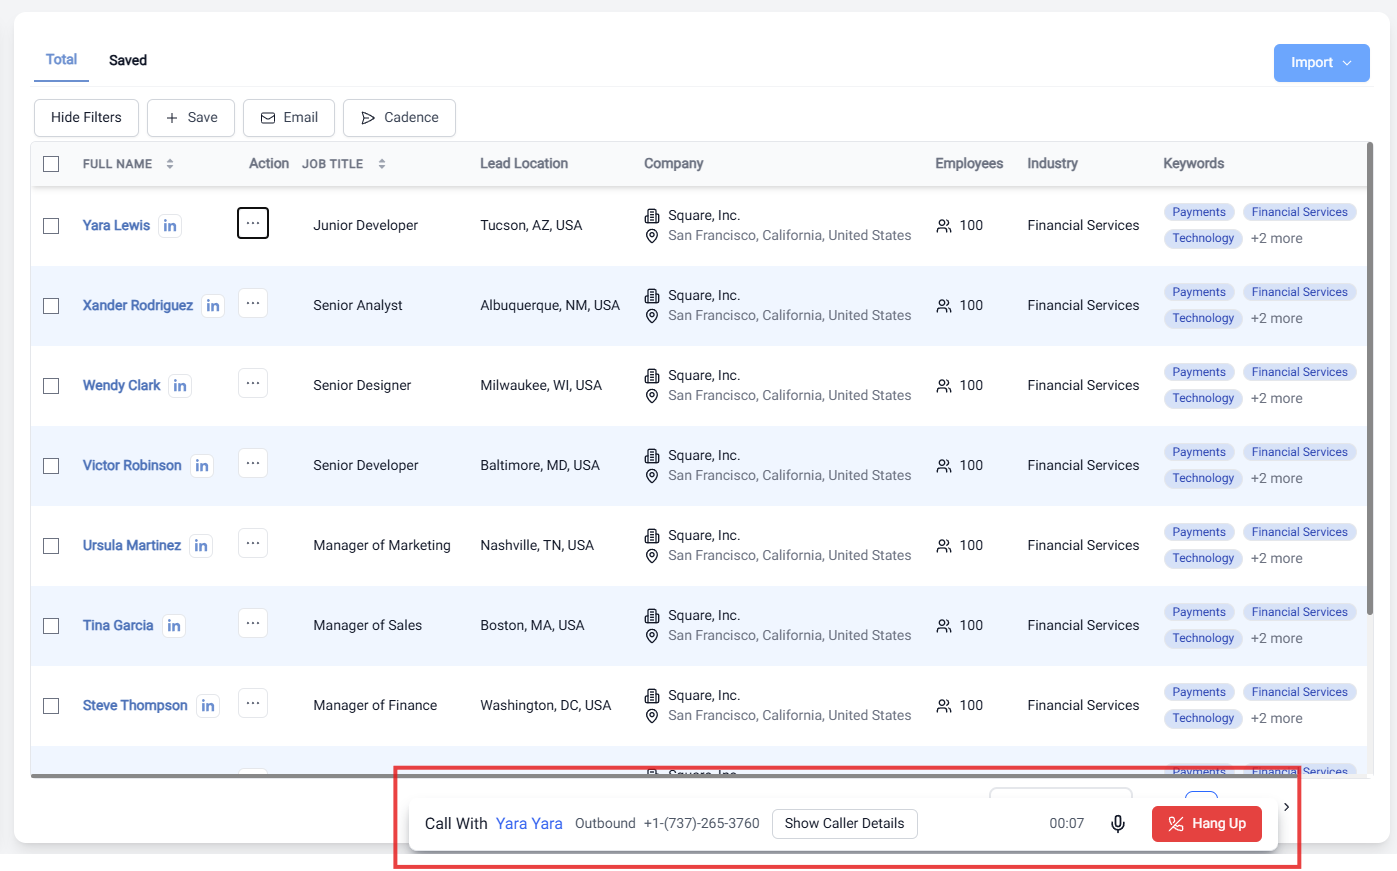 Total Saved
Import
Hide Filters Save Email Cadence
FULL NAME Action JOB TITLE Lead Location Company Employees Industry Keywords
Yara Lewis in ... Junior Developer Tucson, AZ, USA Square, Inc. 100 Financial Services Payments Financial Services
San Francisco, California, United States Technology +2 more
Xander Rodriguez in ... Senior Analyst Albuquerque, NM, USA Square, Inc. 100 Financial Services Payments Financial Services
San Francisco, California, United States Technology +2 more
Wendy Clark in ... Senior Designer Milwaukee, WI, USA Square, Inc. 100 Financial Services Payments Financial Services
San Francisco, California, United States Technology +2 more
Victor Robinson in ... Senior Developer Baltimore, MD, USA Square, Inc. 100 Financial Services Payments Financial Services
San Francisco, California, United States Technology +2 more
Ursula Martinez in ... Manager of Marketing Nashville, TN, USA Square, Inc. 100 Financial Services Payments Financial Services
San Francisco, California, United States Technology +2 more
Tina Garcia in ... Manager of Sales Boston, MA, USA Square, Inc. 100 Financial Services Payments Financial Services
San Francisco, California, United States Technology +2 more
Steve Thompson in ... Manager of Finance Washington, DC, USA Square, Inc. 100 Financial Services Payments Financial Services
San Francisco, California, United States Technology +2 more
Square, Inc. Payments Financial Services
Call With Yara Yara Outbound +1-(737)-265-3760 Show Caller Details 00:07 Hang Up